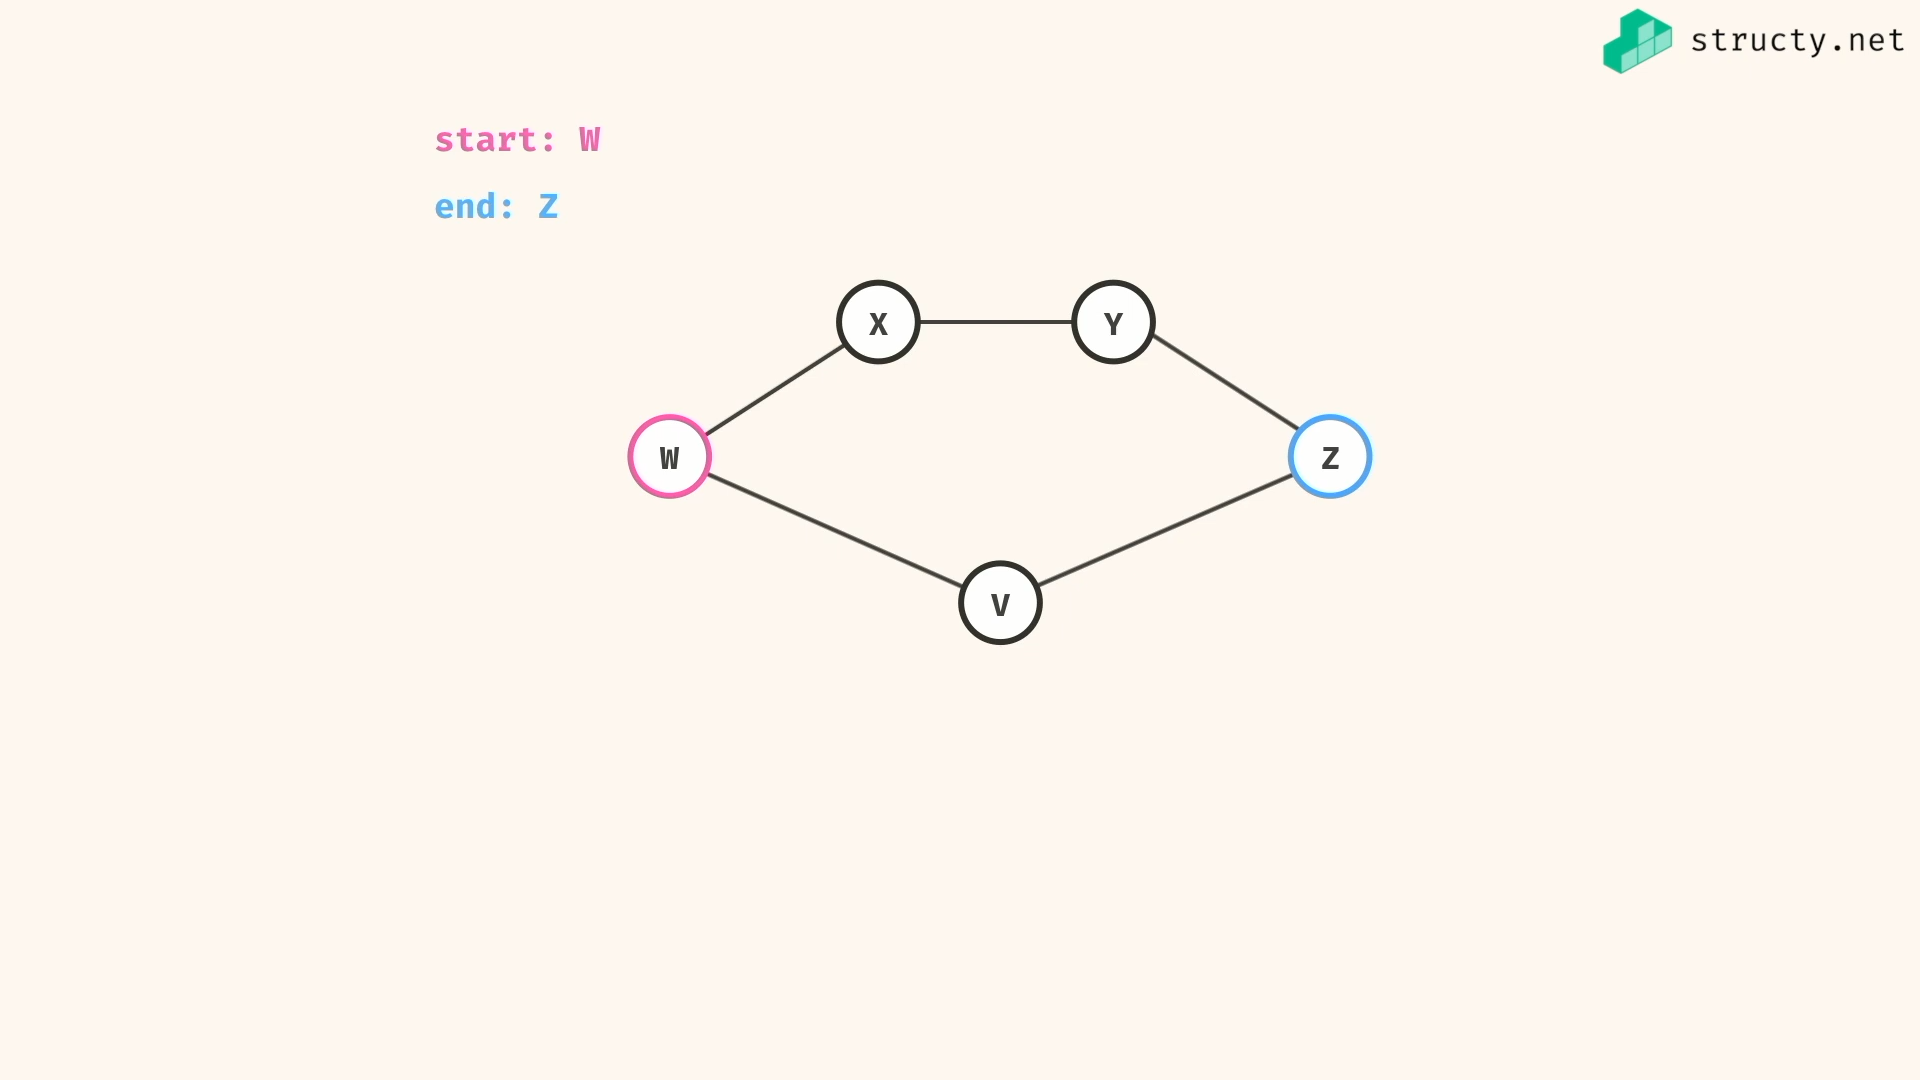 structy.net
start: W
end: Z
X
Y
W
Z
V